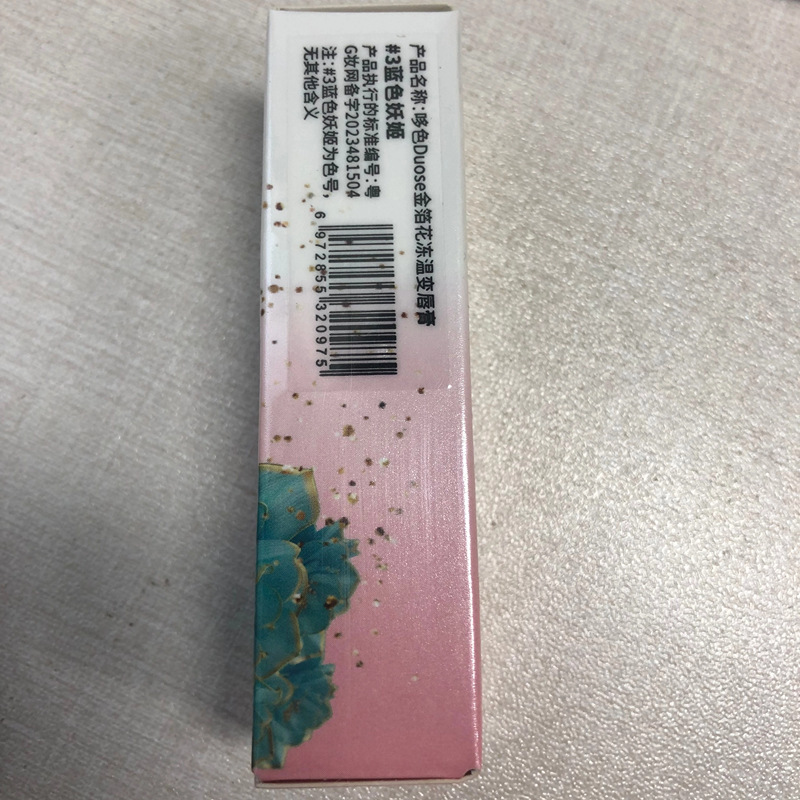 产品名称:哆色Duose金箔花冻温变唇膏
#3蓝色妖姬
产品执行的标准编号:粤
G妆网备字2023481504
注:#3蓝色妖姬为色号,
无其他含义
6 972855 320975